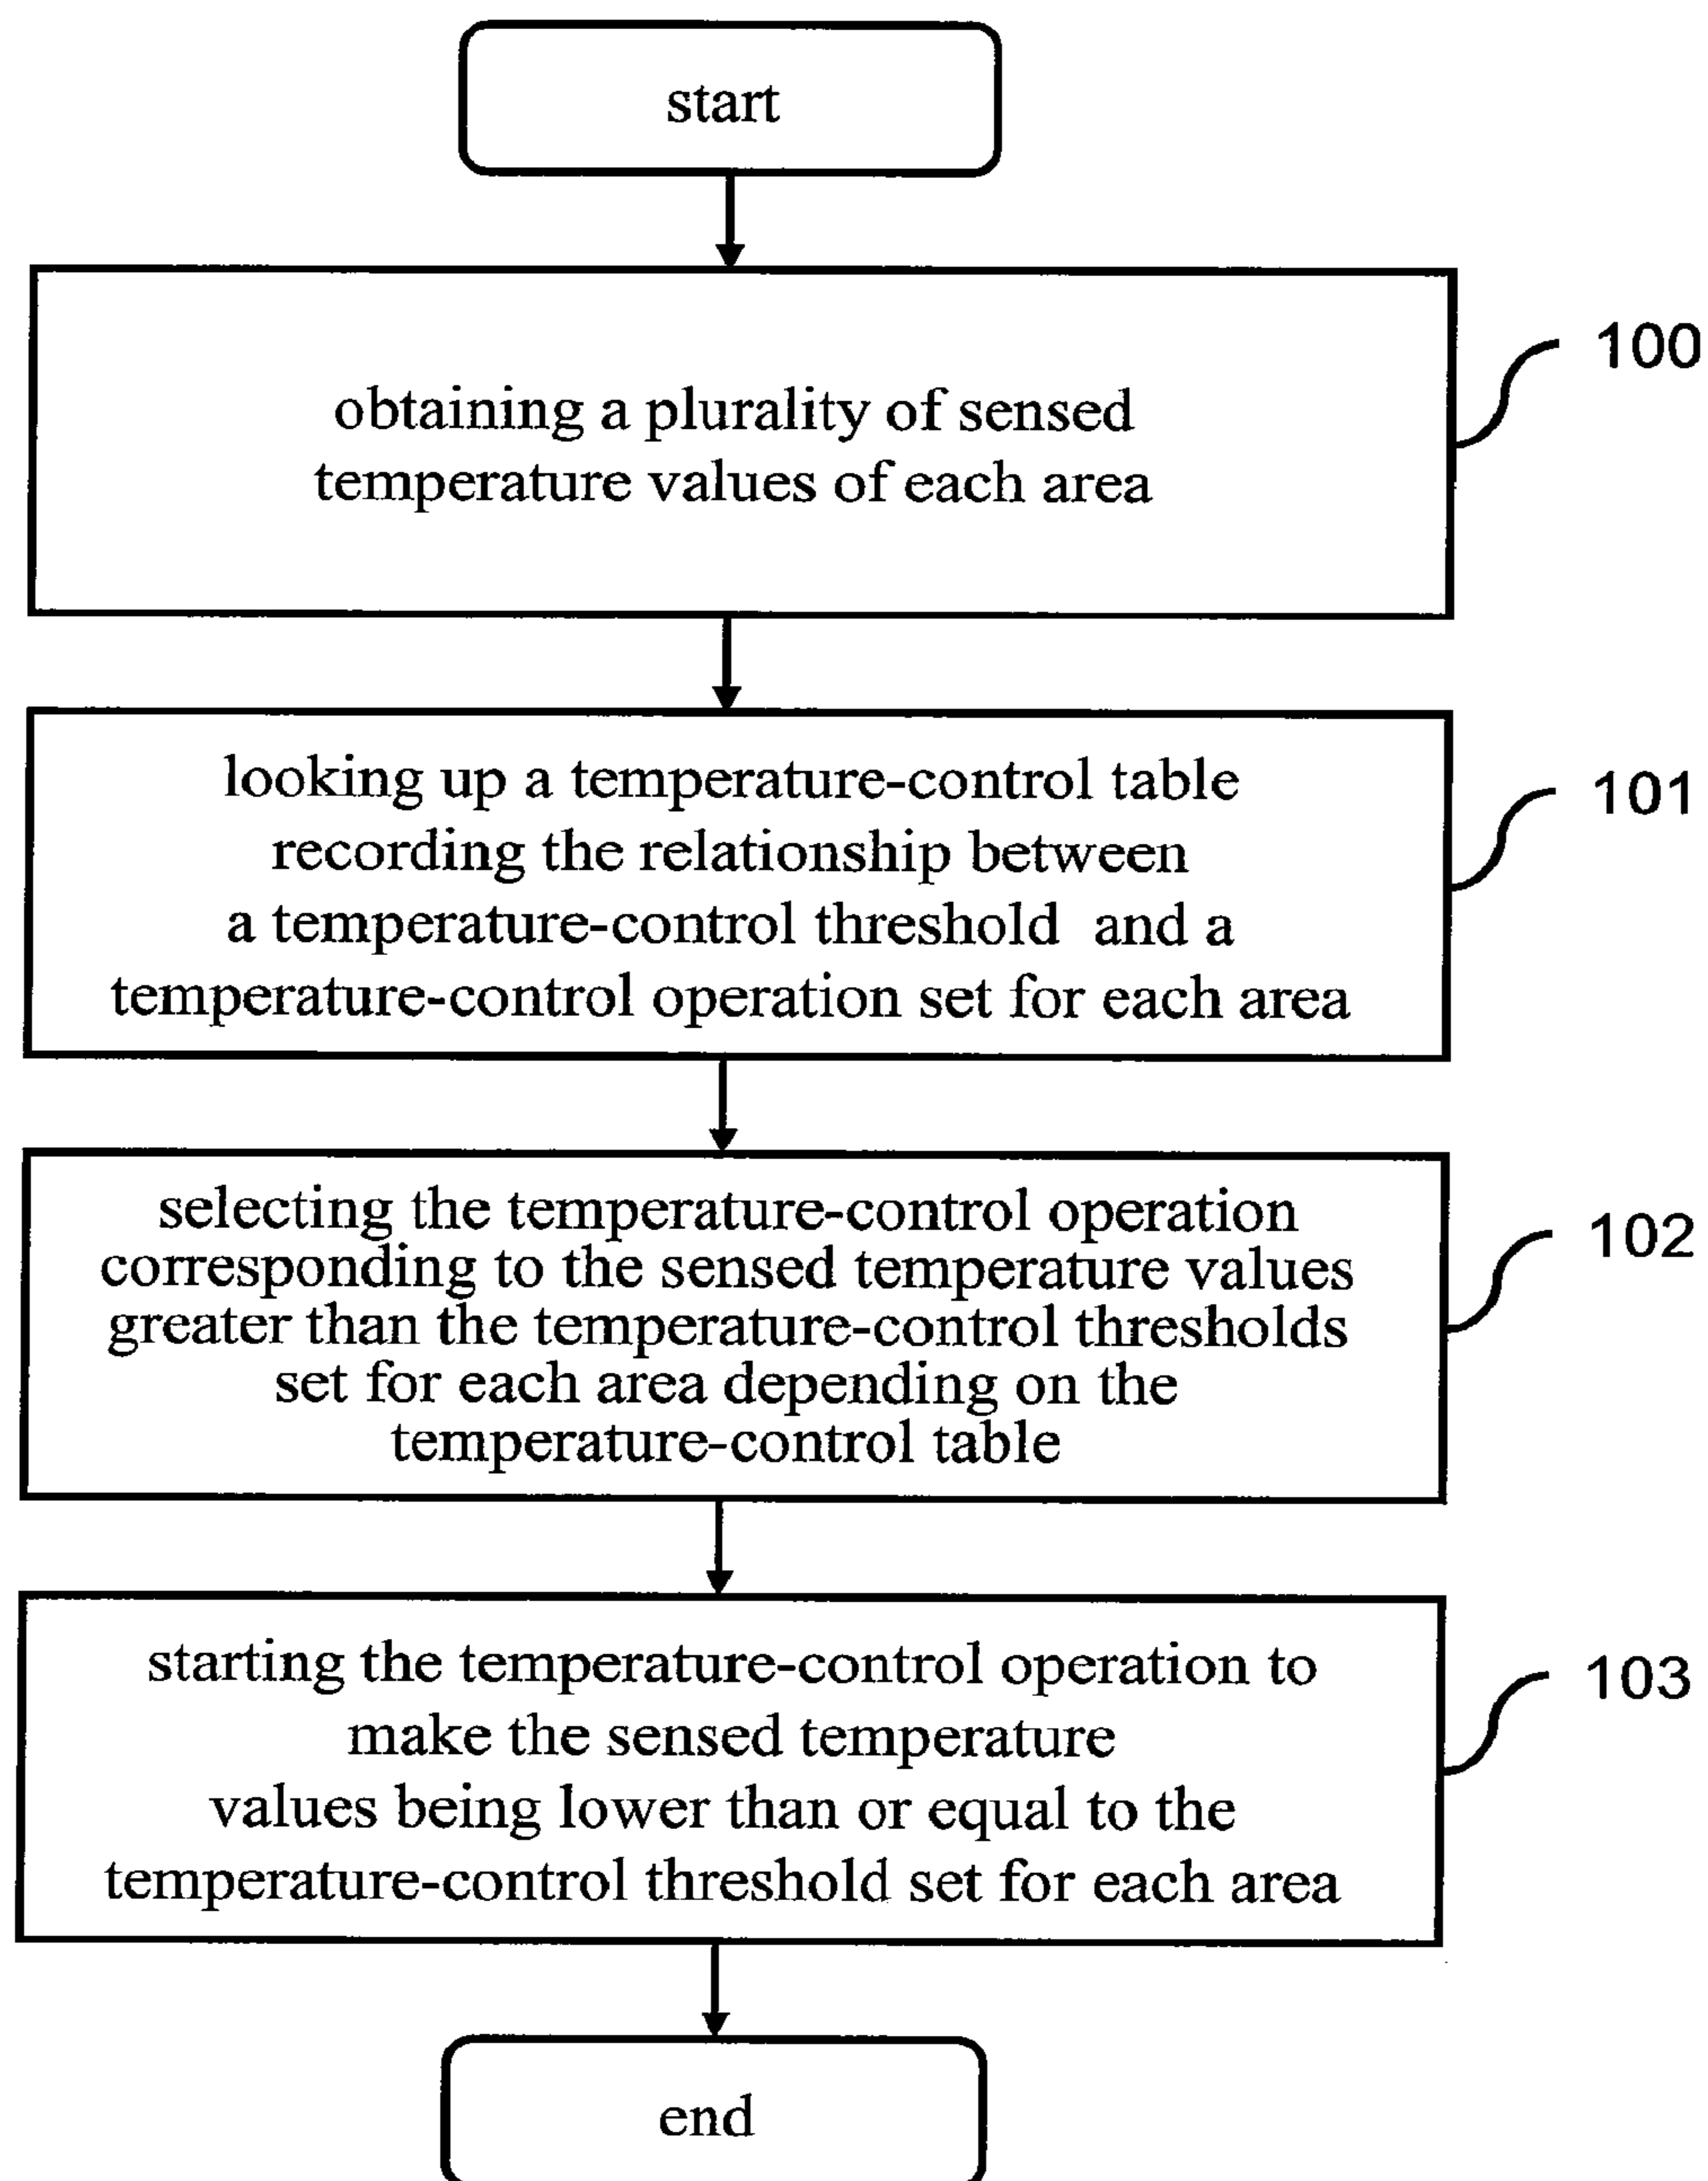 start
obtaining a plurality of sensed
temperature values of each area
100
looking up a temperature-control table
recording the relationship between
a temperature-control threshold and a
temperature-control operation set for each area
101
selecting the temperature-control operation
corresponding to the sensed temperature values
greater than the temperature-control thresholds
set for each area depending on the
temperature-control table
102
starting the temperature-control operation to
make the sensed temperature
values being lower than or equal to the
temperature-control threshold set for each area
103
end